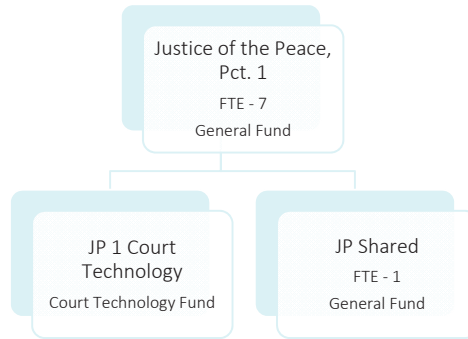 Justice of the Peace,
Pct. 1
FTE - 7
General Fund
JP 1 Court
Technology
Court Technology Fund
JP Shared
FTE - 1
General Fund